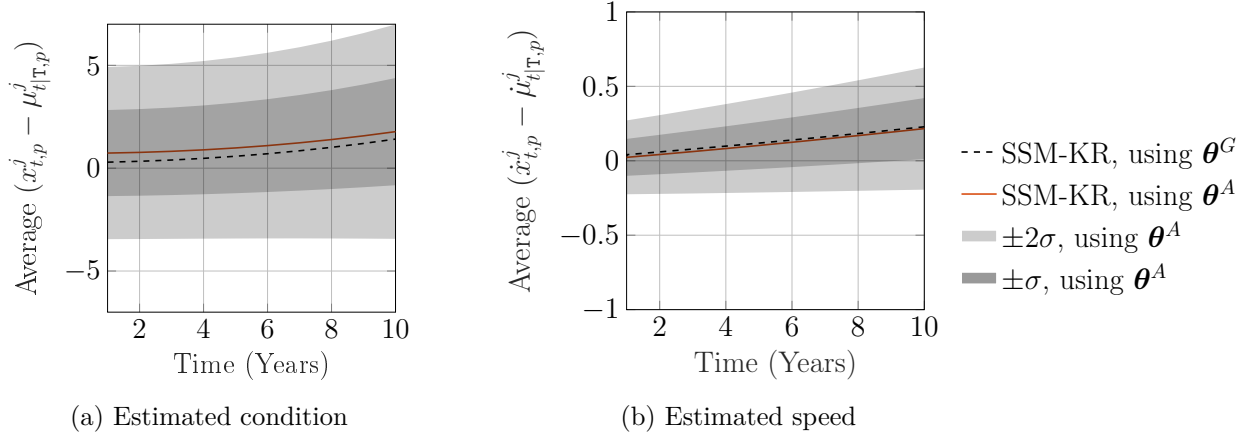 Average (x^j_{t,p} − μ^j_{t|T,p})
5
0
−5
2 4 6 8 10
Time (Years)
(a) Estimated condition
Average (ẋ^j_{t,p} − μ̇^j_{t|T,p})
1
0.5
0
−0.5
−1
2 4 6 8 10
Time (Years)
(b) Estimated speed
SSM-KR, using θ^G
SSM-KR, using θ^A
±2σ, using θ^A
±σ, using θ^A